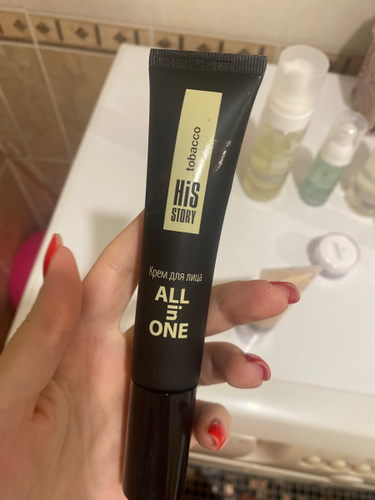 tobacco
HiS
STORY
Крем для лица
ALL
in
ONE